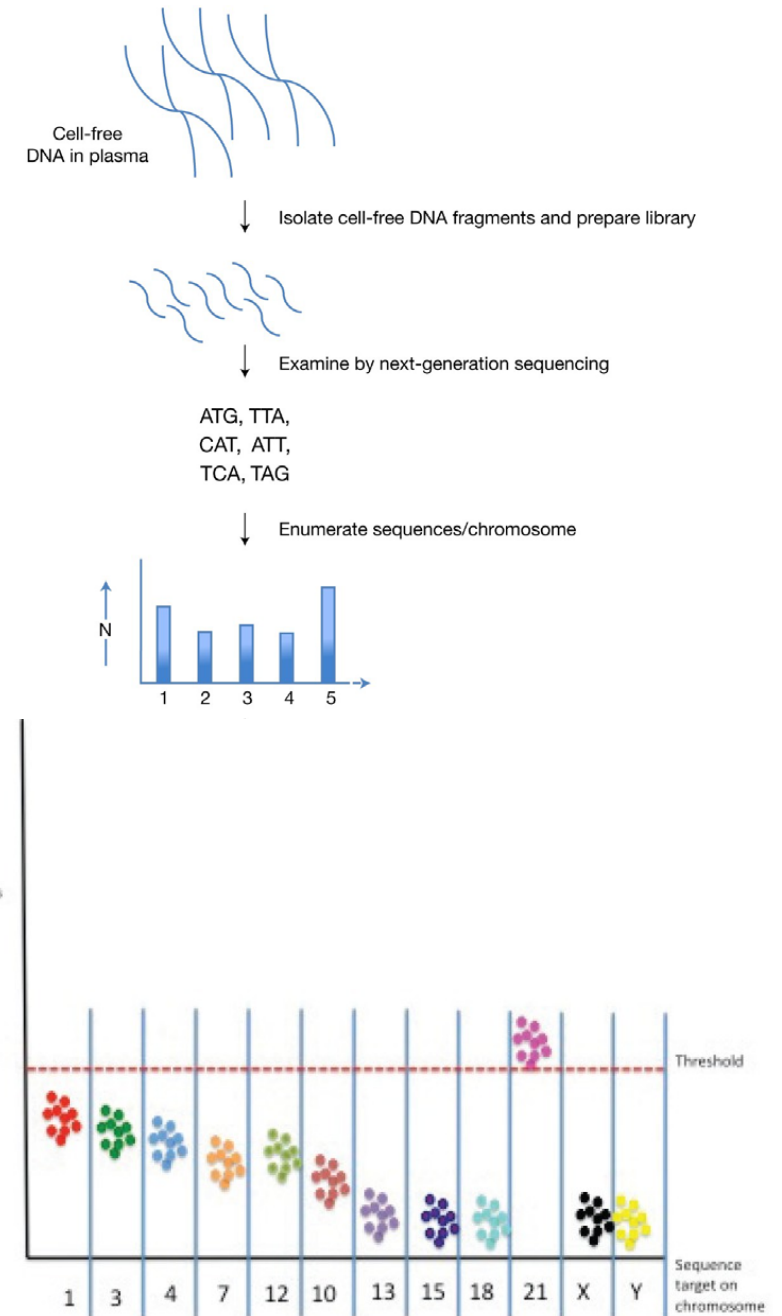 Cell-free
DNA in plasma
Isolate cell-free DNA fragments and prepare library
Examine by next-generation sequencing
ATG, TTA,
CAT, ATT,
TCA, TAG
Enumerate sequences/chromosome
N
1 2 3 4 5
Threshold
1 3 4 7 12 10 13 15 18 21 X Y
Sequence
target on
chromosome